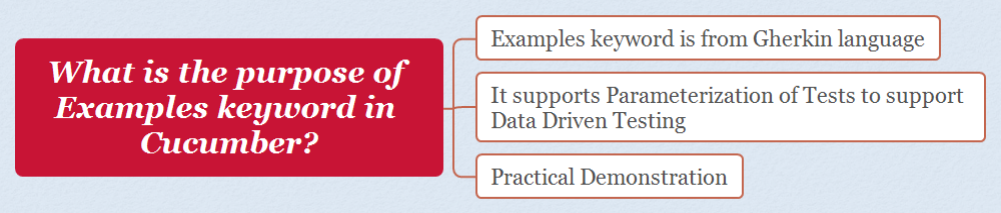 What is the purpose of
Examples keyword in
Cucumber?
Examples keyword is from Gherkin language
It supports Parameterization of Tests to support
Data Driven Testing
Practical Demonstration